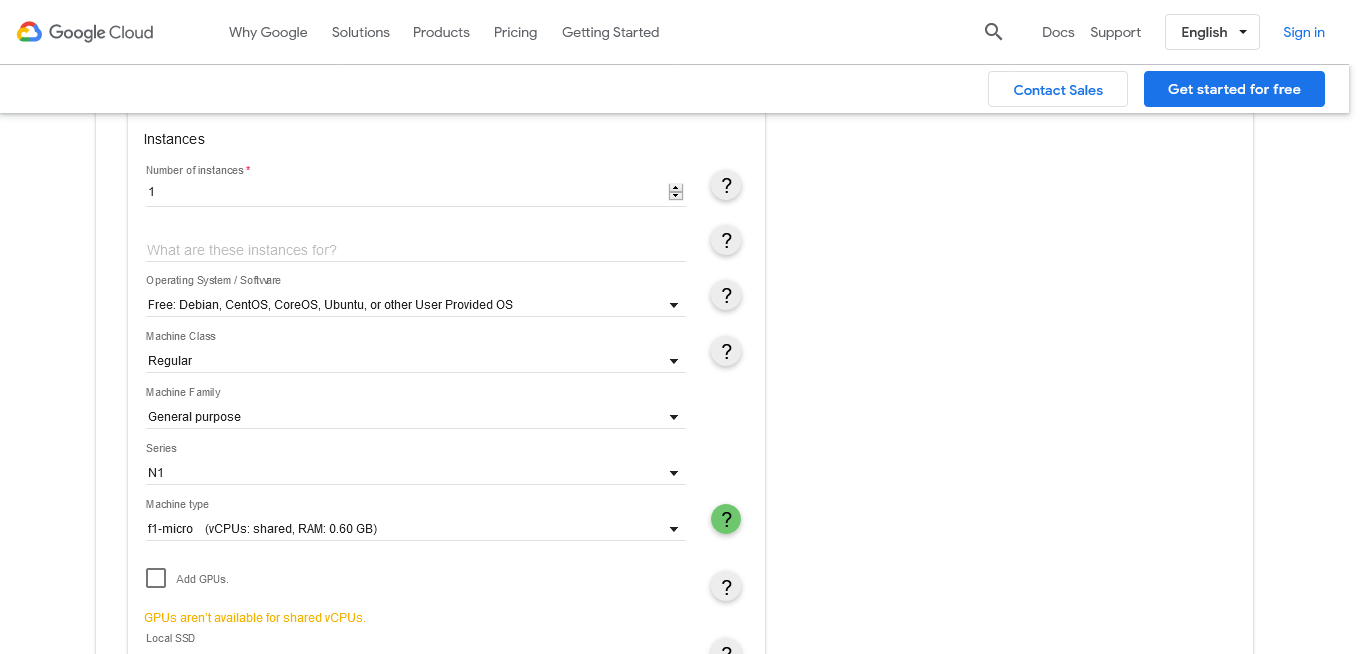 Google Cloud Why Google Solutions Products Pricing Getting Started Docs Support English Sign in
Contact Sales Get started for free
Instances
Number of instances *
1 ?
What are these instances for? ?
Operating System / Software
Free: Debian, CentOS, CoreOS, Ubuntu, or other User Provided OS ?
Machine Class
Regular ?
Machine Family
General purpose
Series
N1
Machine type
f1-micro (vCPUs: shared, RAM: 0.60 GB) ?
Add GPUs. ?
GPUs aren't available for shared vCPUs.
Local SSD ?